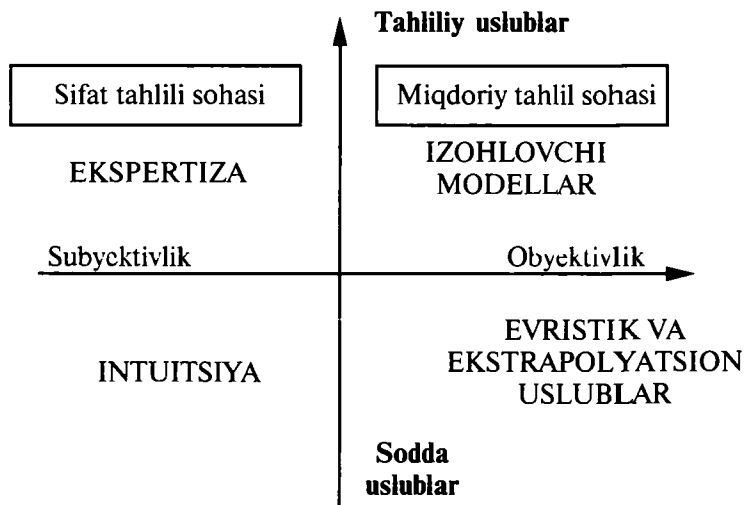 Tahliliy uslublar
Sifat tahlili sohasi
Miqdoriy tahlil sohasi
EKSPERTIZA
IZOHLOVCHI
MODELLAR
Subyektivlik
Obyektivlik
INTUITSIYA
EVRISTIK VA
EKSTRAPOLYATSION
USLUBLAR
Sodda
uslublar